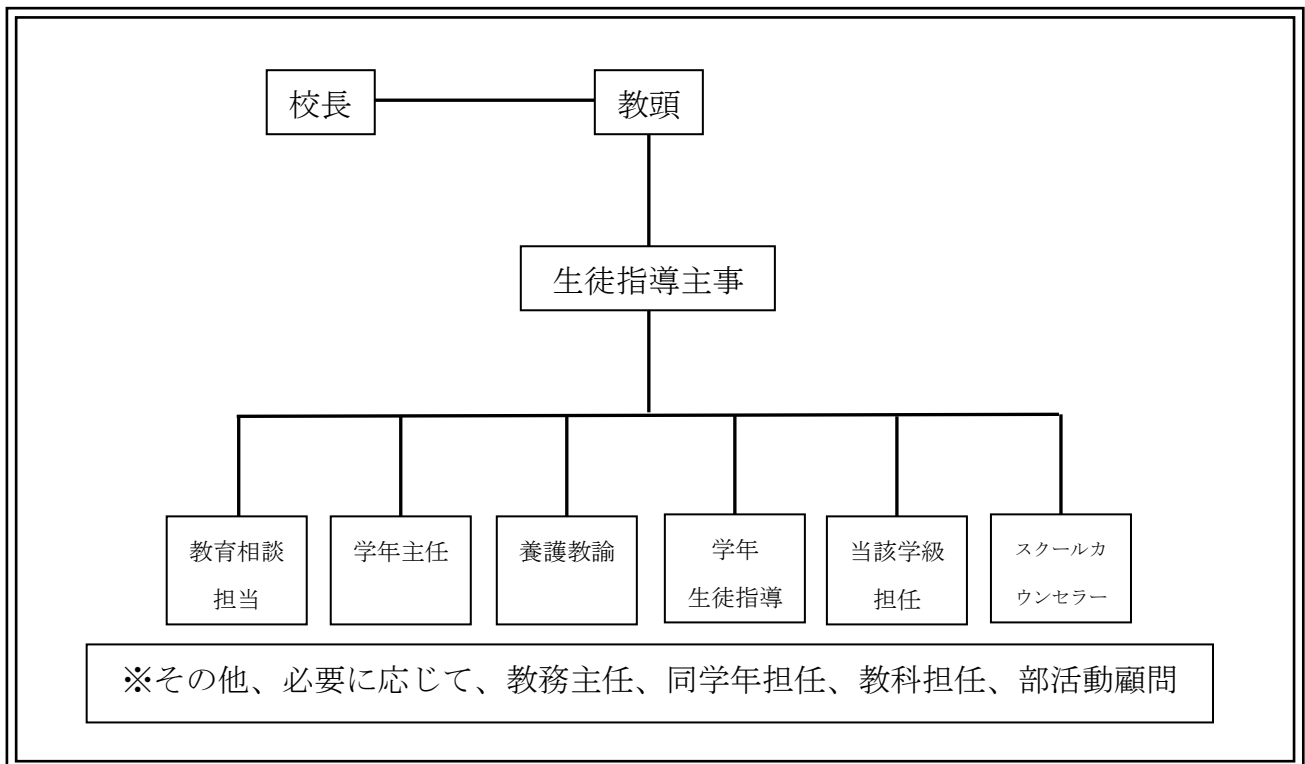 校長
教頭
生徒指導主事
教育相談
担当
学年主任
養護教諭
学年
生徒指導
当該学級
担任
スクールカ
ウンセラー
※その他、必要に応じて、教務主任、同学年担任、教科担任、部活動顧問